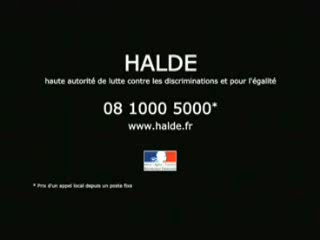 HALDE
haute autorité de lutte contre les discriminations et pour l'égalité
08 1000 5000*
www.halde.fr
* Prix d'un appel local depuis un poste fixe